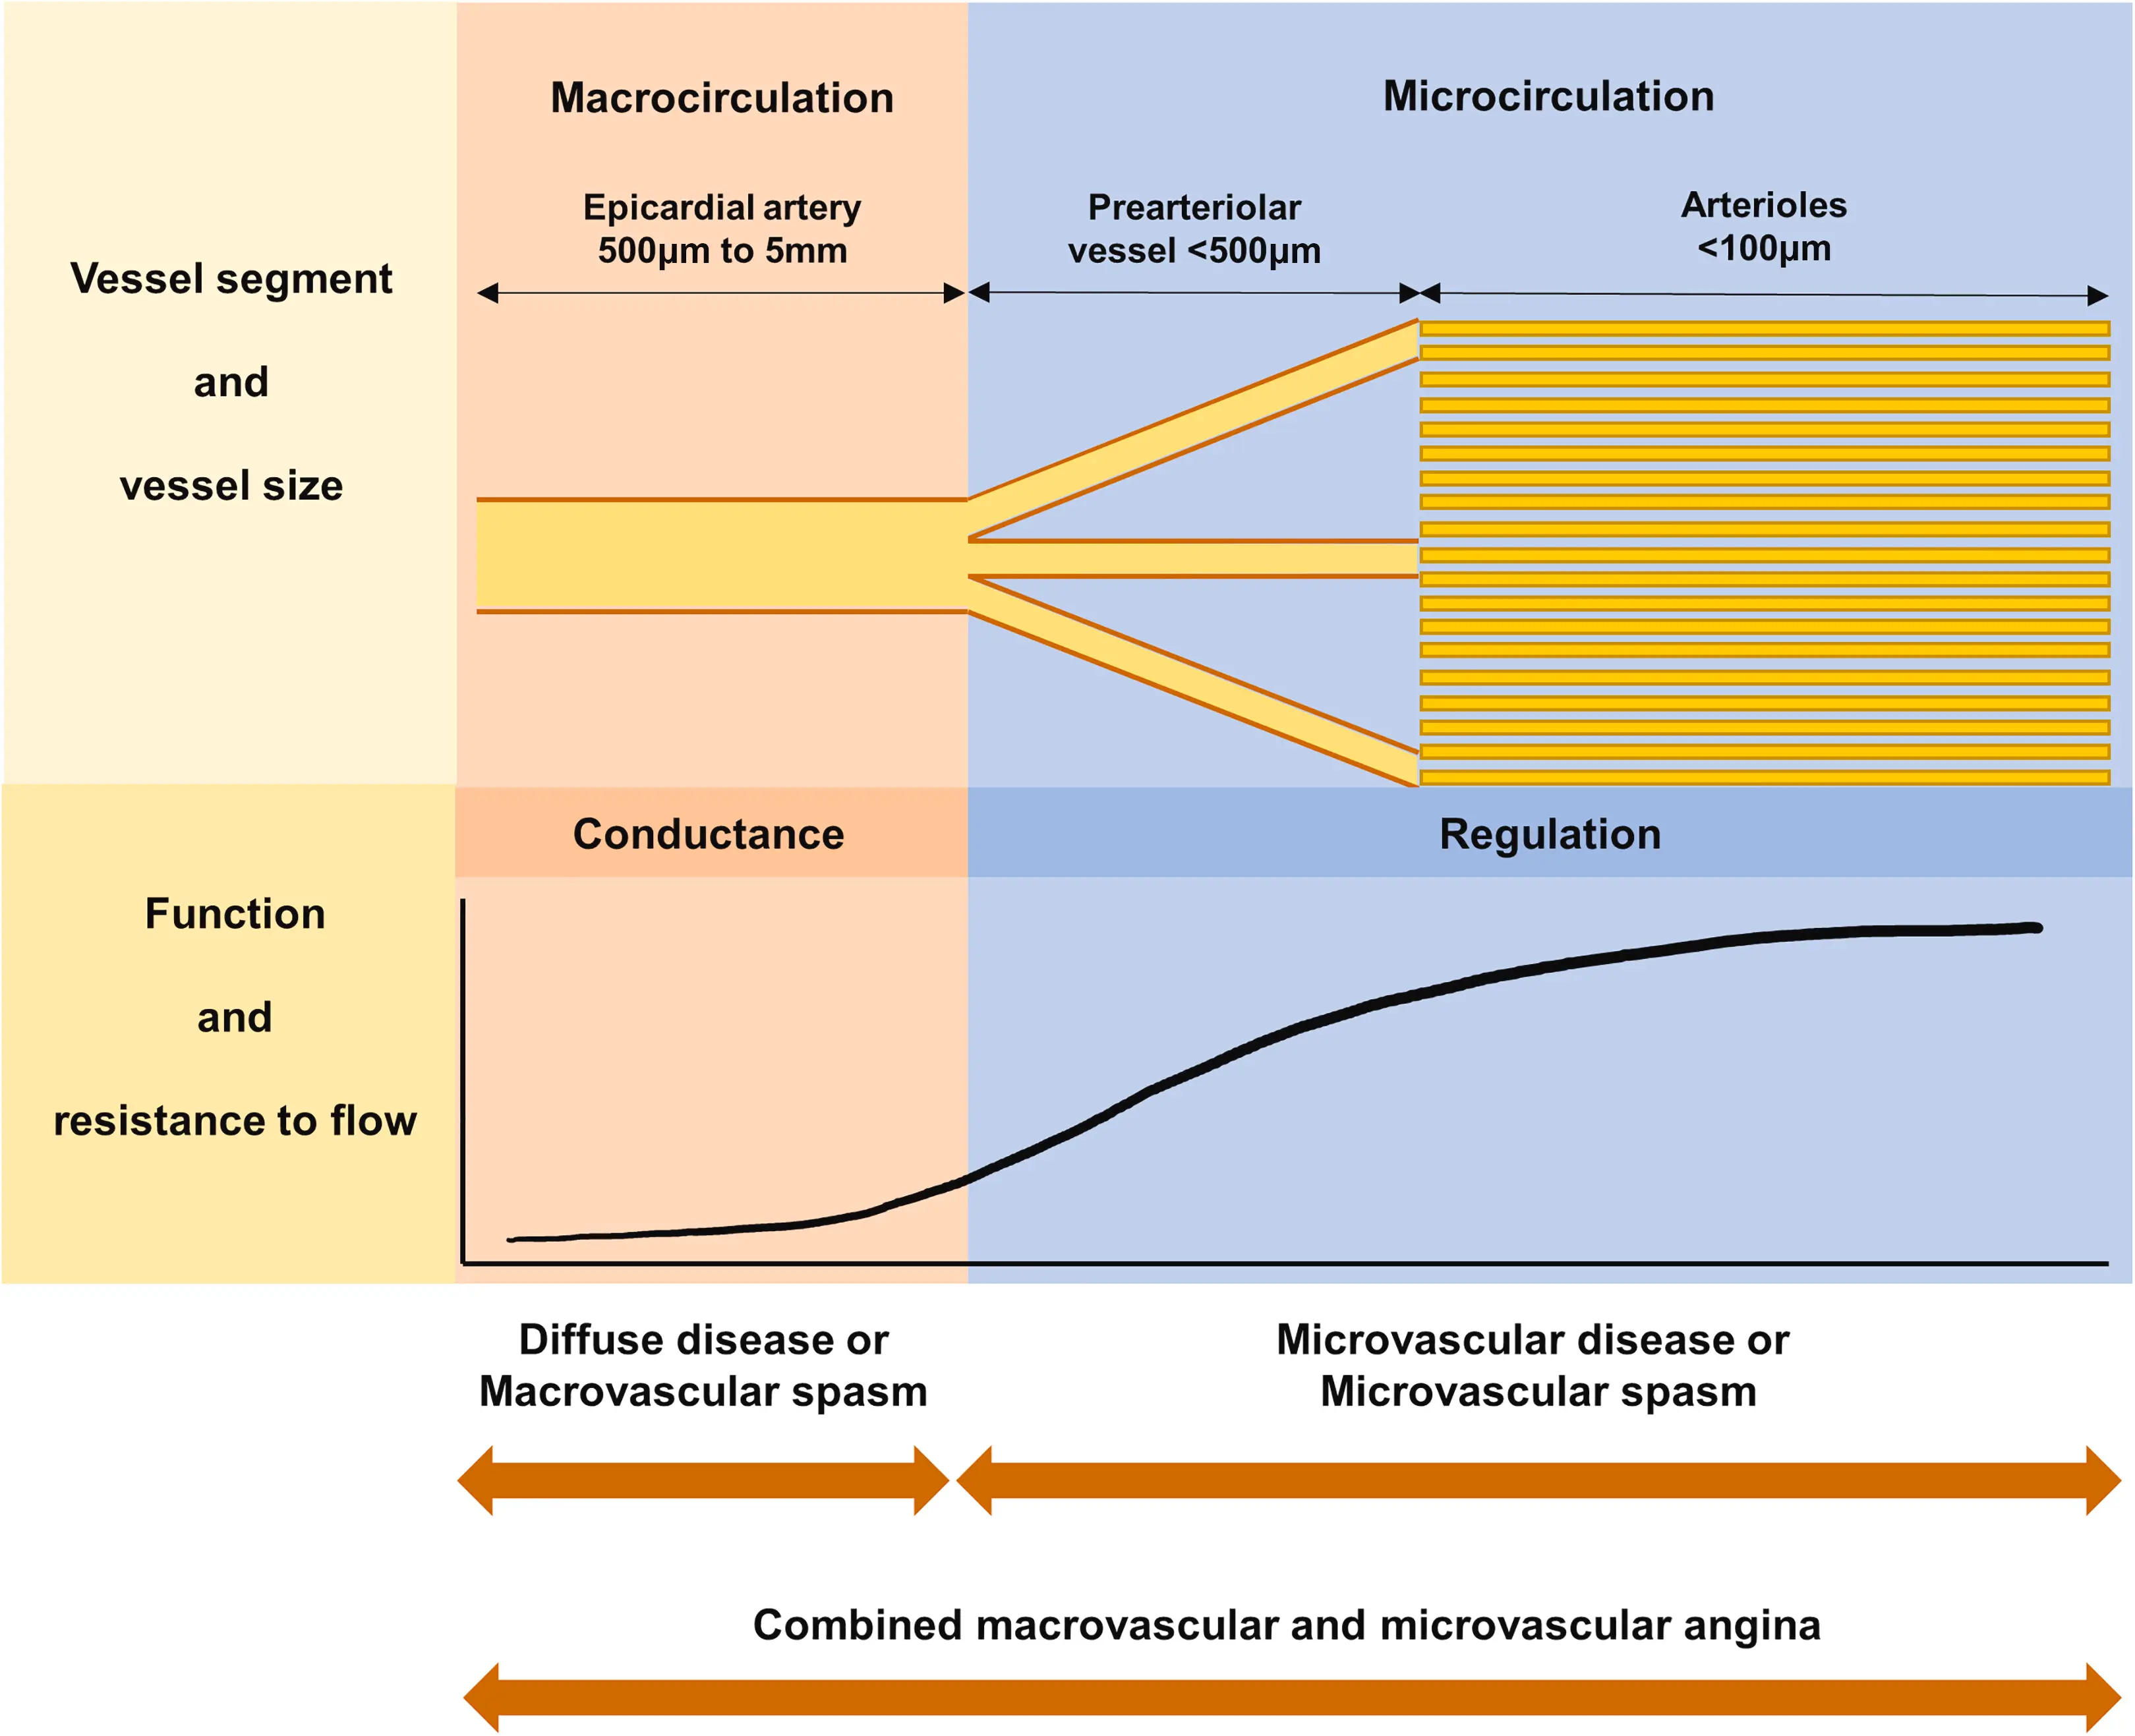 Macrocirculation
Microcirculation
Epicardial artery
500µm to 5mm
Prearteriolar
vessel <500µm
Arterioles
<100µm
Vessel segment
and
vessel size
Conductance
Regulation
Function
and
resistance to flow
Diffuse disease or
Macrovascular spasm
Microvascular disease or
Microvascular spasm
Combined macrovascular and microvascular angina